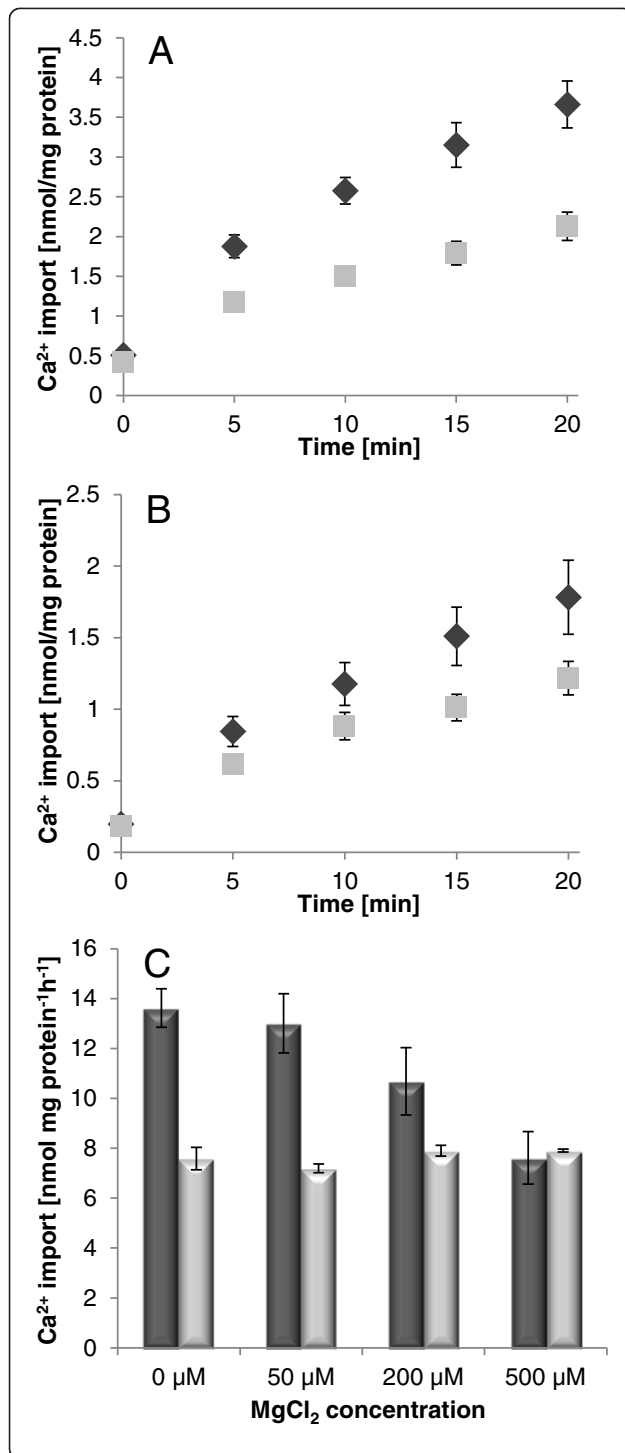 A
Ca²⁺ import [nmol/mg protein]
4.5
4
3.5
3
2.5
2
1.5
1
0.5
0
0 5 10 15 20
Time [min]
B
Ca²⁺ import [nmol/mg protein]
2.5
2
1.5
1
0.5
0
0 5 10 15 20
Time [min]
C
Ca²⁺ import [nmol mg protein⁻¹h⁻¹]
16
14
12
10
8
6
4
2
0
0 µM 50 µM 200 µM 500 µM
MgCl₂ concentration